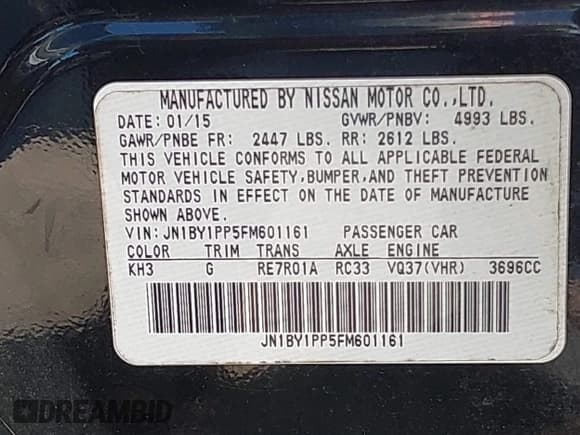 MANUFACTURED BY NISSAN MOTOR CO.,LTD.
DATE: 01/15 GVWR/PNBV: 4993 LBS.
GAWR/PNBE FR: 2447 LBS. RR: 2612 LBS.
THIS VEHICLE CONFORMS TO ALL APPLICABLE FEDERAL
MOTOR VEHICLE SAFETY,BUMPER,AND THEFT PREVENTION
STANDARDS IN EFFECT ON THE DATE OF MANUFACTURE
SHOWN ABOVE.
VIN:JN1BY1PP5FM601161 PASSENGER CAR
COLOR TRIM TRANS AXLE ENGINE
KH3 G RE7R01A RC33 VQ37(VHR) 3696CC
JN1BY1PP5FM601161
DREAMBID